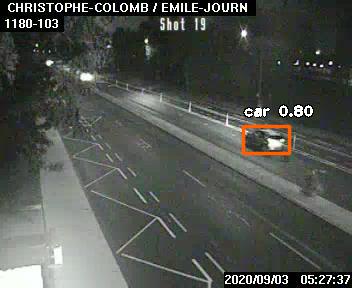 CHRISTOPHE-COLOMB / EMILE-JOURN
1180-103)
Shot 19
car 0.80
2020/09/03 05:27:37